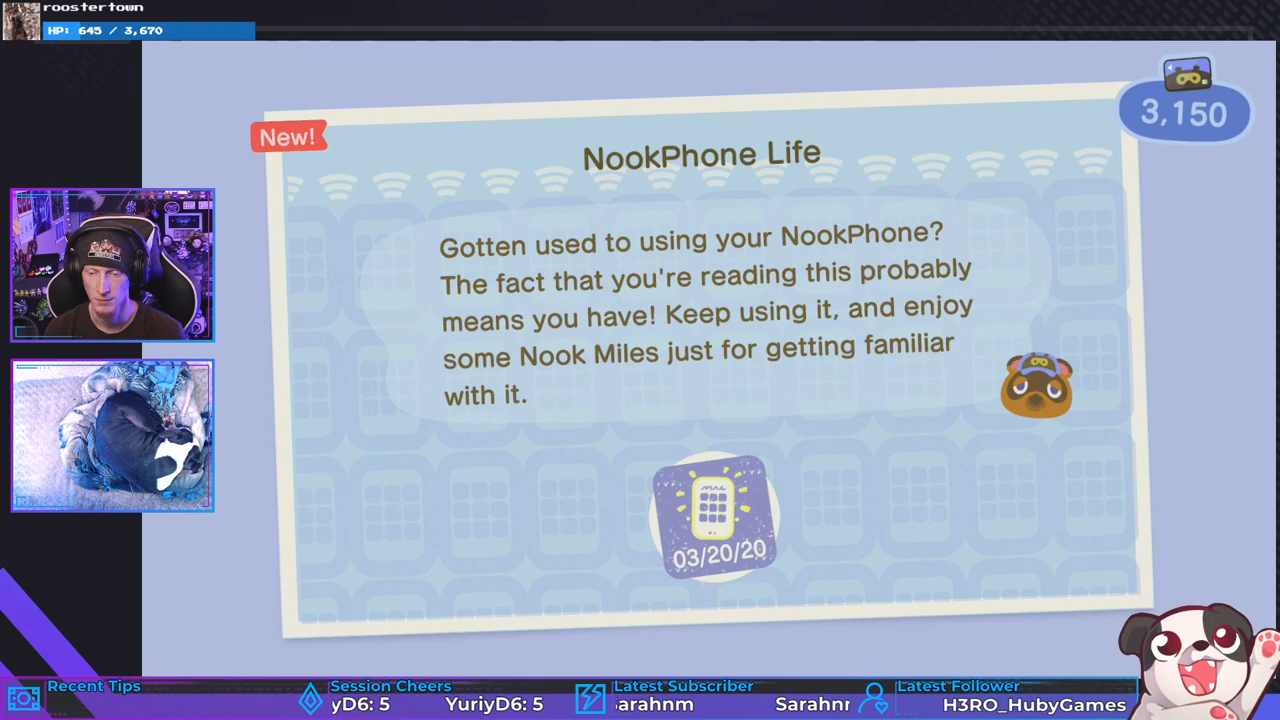 roostertown
HP: 645 / 3,670
3,150
New!
NookPhone Life
Gotten used to using your NookPhone?
The fact that you're reading this probably
means you have! Keep using it, and enjoy
some Nook Miles just for getting familiar
with it.
03/20/20
Recent Tips
Session Cheers
yD6: 5 YuriyD6: 5
Latest Subscriber
arahnm Sarahnr
Latest Follower
H3RO_HubyGames